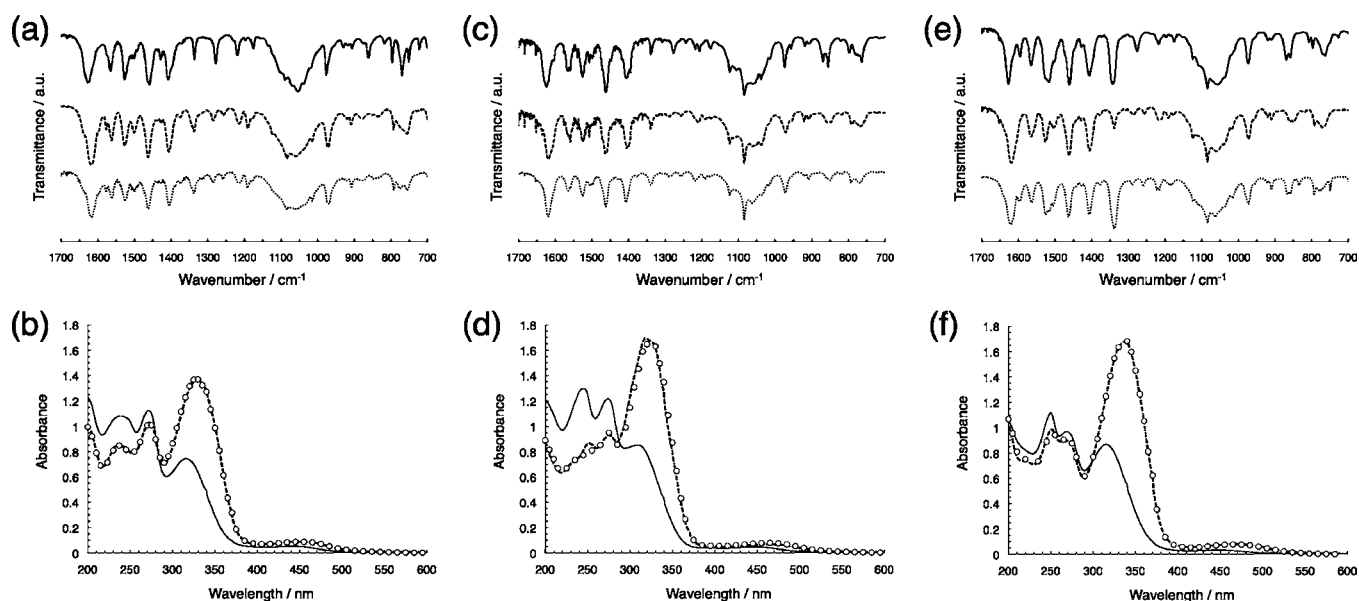 (a)
Transmittance / a.u.
1700 1600 1500 1400 1300 1200 1100 1000 900 800 700
Wavenumber / cm⁻¹
(c)
Transmittance / a.u.
1700 1600 1500 1400 1300 1200 1100 1000 900 800 700
Wavenumber / cm⁻¹
(e)
Transmittance / a.u.
1700 1600 1500 1400 1300 1200 1100 1000 900 800 700
Wavenumber / cm⁻¹
(b)
Absorbance
1.8
1.6
1.4
1.2
1
0.8
0.6
0.4
0.2
0
200 250 300 350 400 450 500 550 600
Wavelength / nm
(d)
Absorbance
1.8
1.6
1.4
1.2
1
0.8
0.6
0.4
0.2
0
200 250 300 350 400 450 500 550 600
Wavelength / nm
(f)
Absorbance
1.8
1.6
1.4
1.2
1
0.8
0.6
0.4
0.2
0
200 250 300 350 400 450 500 550 600
Wavelength / nm